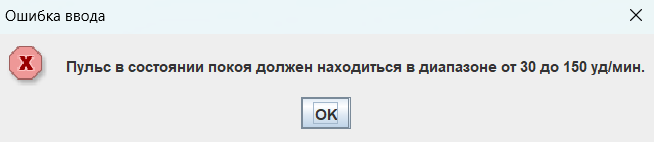 Ошибка ввода
Пульс в состоянии покоя должен находиться в диапазоне от 30 до 150 уд/мин.
OK